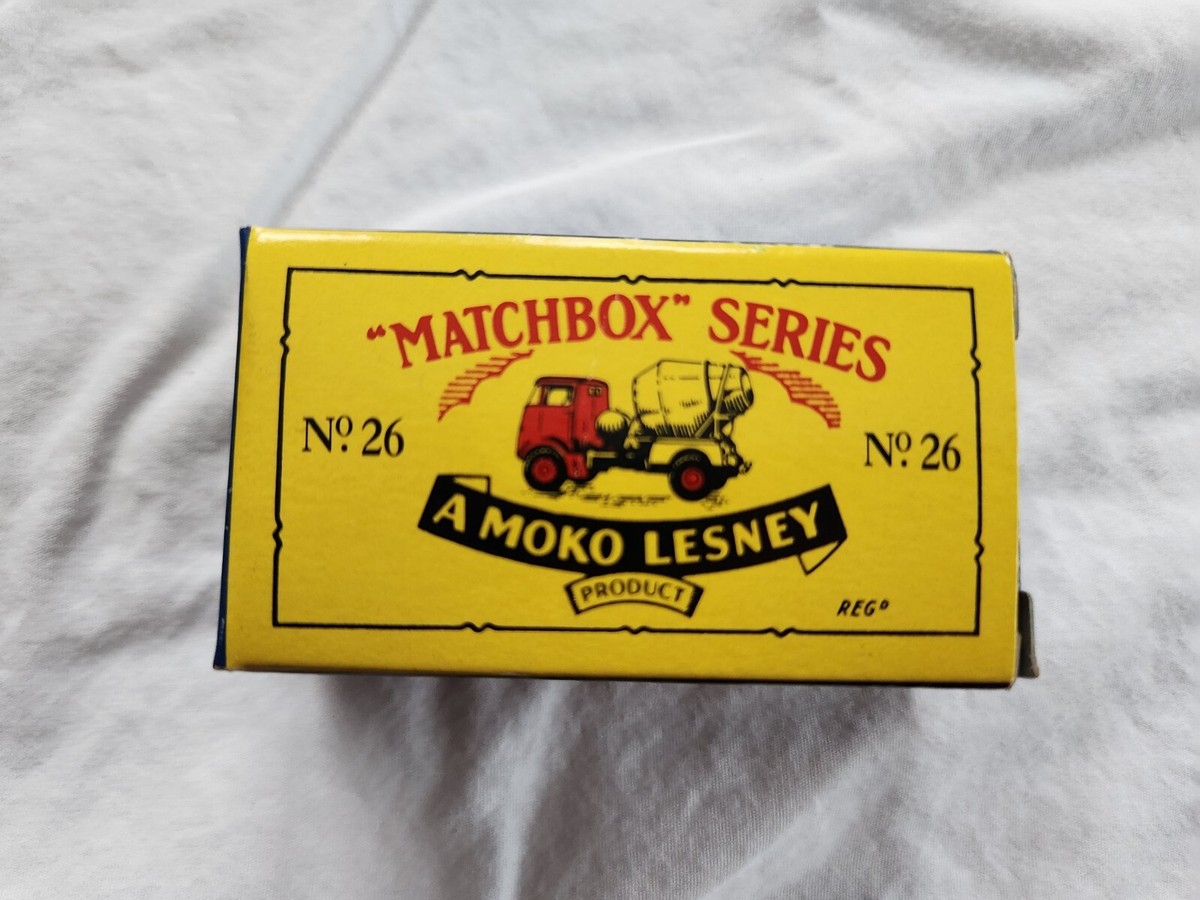 “MATCHBOX” SERIES
Nº 26
Nº 26
A MOKO LESNEY
PRODUCT
REGᴰ